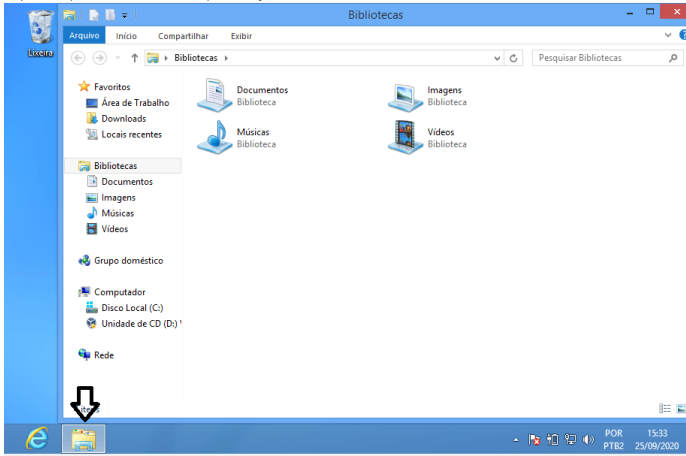 Bibliotecas
Lixeira
Arquivo Início Compartilhar Exibir
Bibliotecas
Pesquisar Bibliotecas
Favoritos
Área de Trabalho
Downloads
Locais recentes
Bibliotecas
Documentos
Imagens
Músicas
Vídeos
Grupo doméstico
Computador
Disco Local (C:)
Unidade de CD (D:)
Rede
Documentos
Biblioteca
Imagens
Biblioteca
Músicas
Biblioteca
Vídeos
Biblioteca
POR 15:33
PTB2 25/09/2020